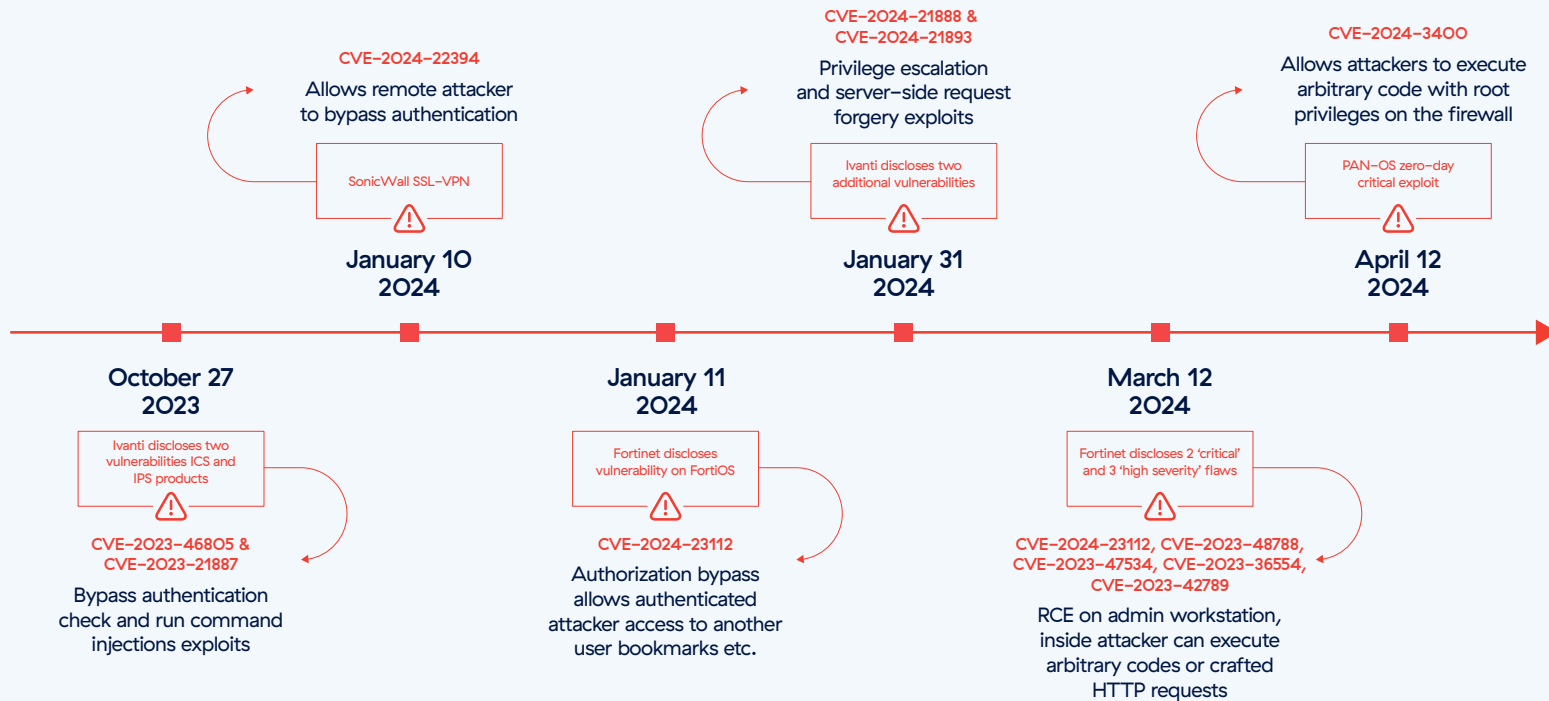 CVE-2024-22394
Allows remote attacker
to bypass authentication
SonicWall SSL-VPN
January 10
2024
CVE-2024-21888 &
CVE-2024-21893
Privilege escalation
and server-side request
forgery exploits
Ivanti discloses two
additional vulnerabilities
January 31
2024
CVE-2024-3400
Allows attackers to execute
arbitrary code with root
privileges on the firewall
PAN-OS zero-day
critical exploit
April 12
2024
October 27
2023
Ivanti discloses two
vulnerabilities ICS and
IPS products
CVE-2023-46805 &
CVE-2023-21887
Bypass authentication
check and run command
injections exploits
January 11
2024
Fortinet discloses
vulnerability on FortiOS
CVE-2024-23112
Authorization bypass
allows authenticated
attacker access to another
user bookmarks etc.
March 12
2024
Fortinet discloses 2 ‘critical’
and 3 ‘high severity’ flaws
CVE-2024-23112, CVE-2023-48788,
CVE-2023-47534, CVE-2023-36554,
CVE-2023-42789
RCE on admin workstation,
inside attacker can execute
arbitrary codes or crafted
HTTP requests